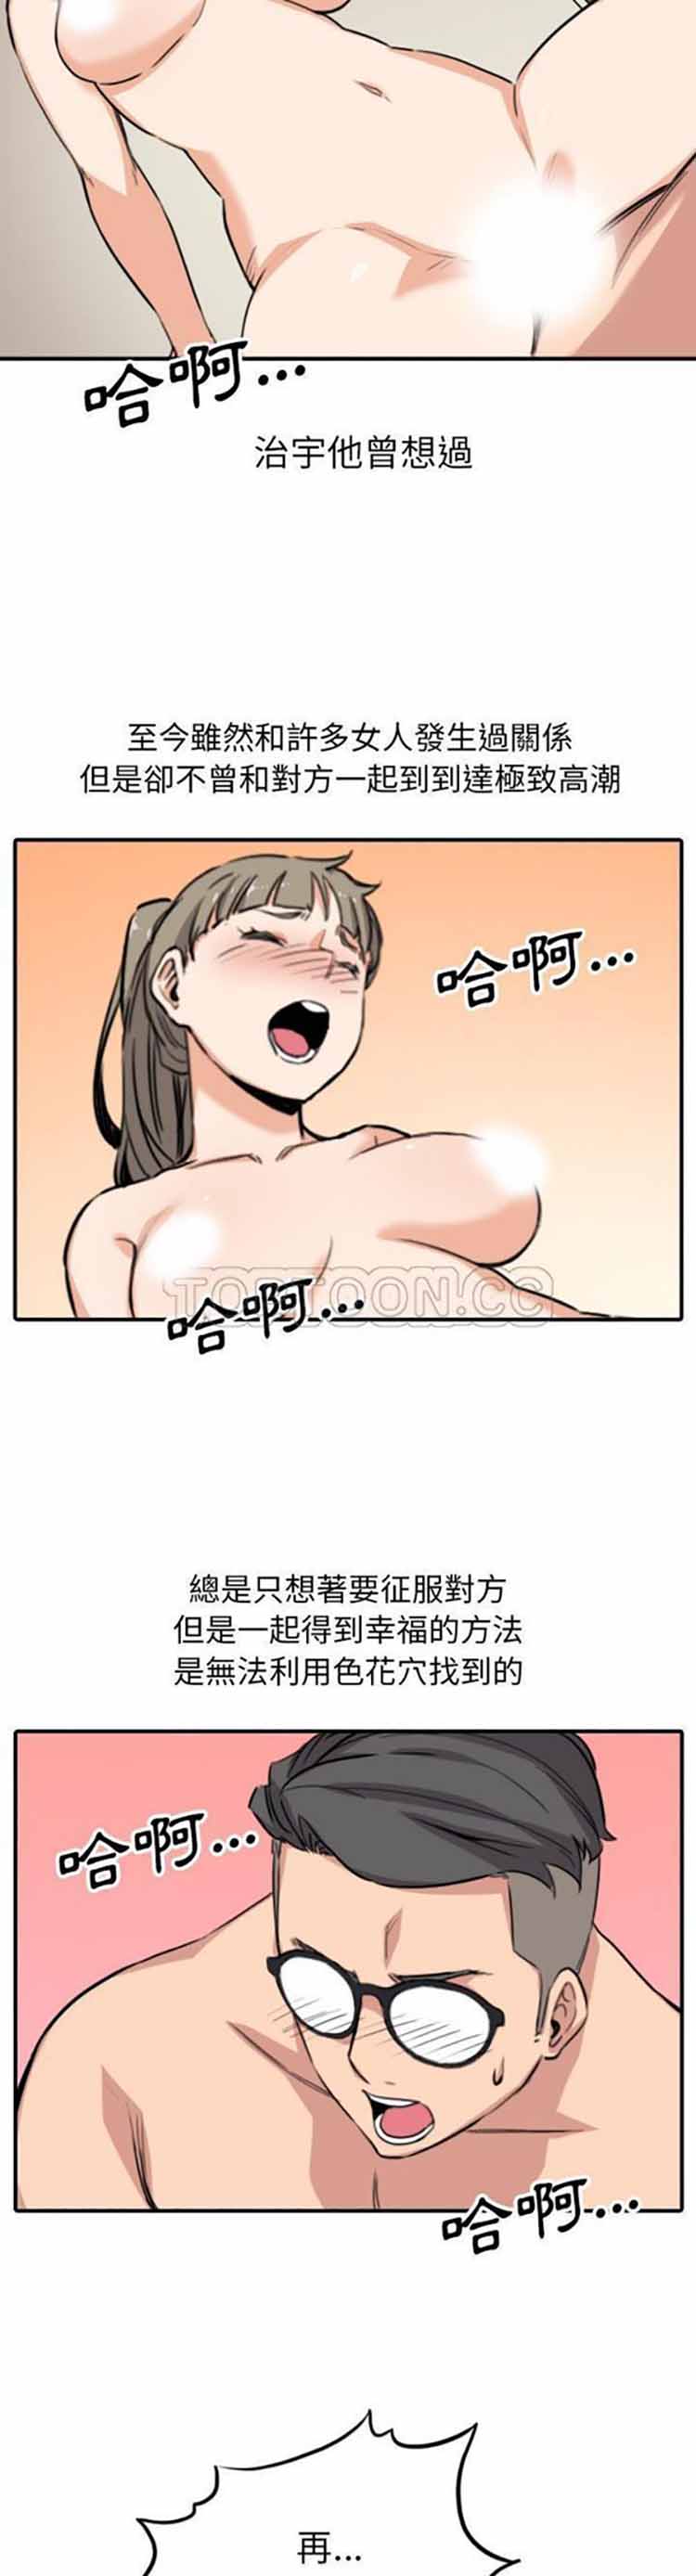 哈啊...
治宇他曾想過
至今雖然和許多女人發生過關係
但是卻不曾和對方一起到到達極致高潮
哈啊...
TOPTOON.CC
哈啊...
總是只想著要征服對方
但是一起得到幸福的方法
是無法利用色花穴找到的
哈啊...
哈啊...
再...